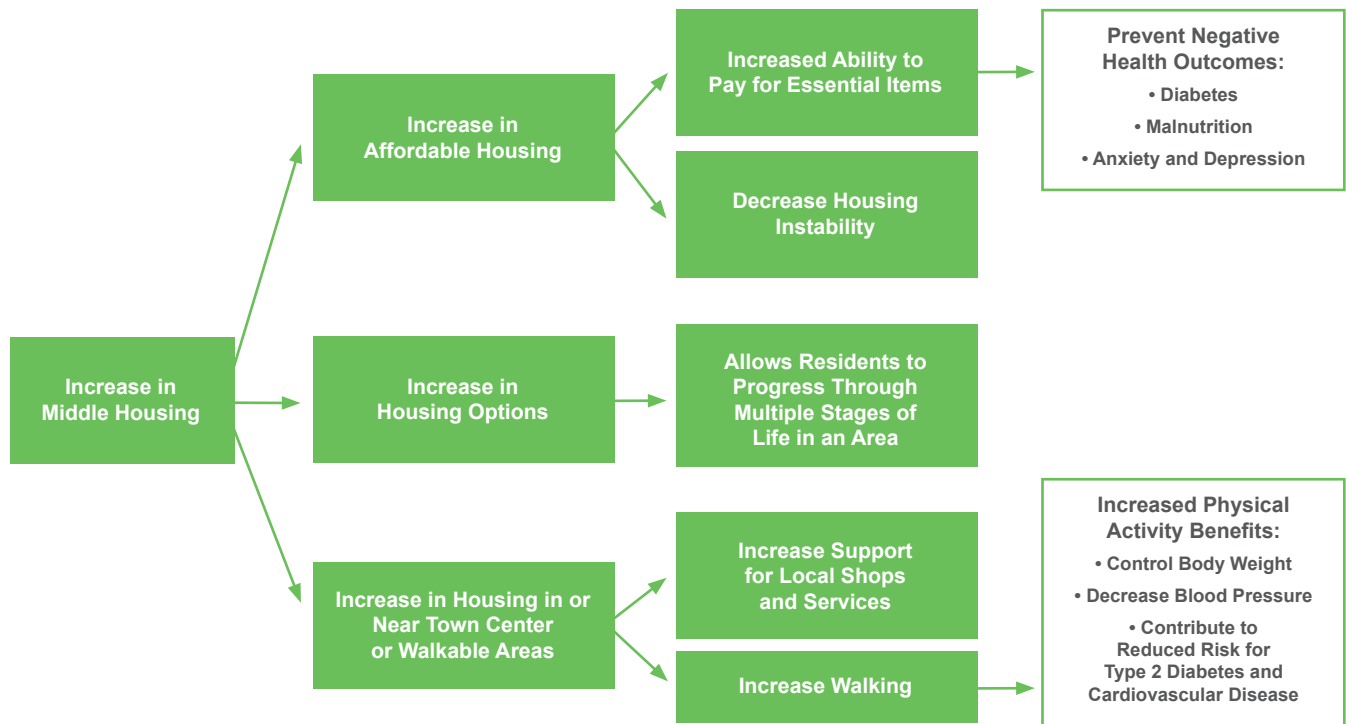 Increase in
Middle Housing
Increase in
Affordable Housing
Increase in
Housing Options
Increase in Housing in or
Near Town Center
or Walkable Areas
Increased Ability to
Pay for Essential Items
Decrease Housing
Instability
Allows Residents to
Progress Through
Multiple Stages of
Life in an Area
Increase Support
for Local Shops
and Services
Increase Walking
Prevent Negative
Health Outcomes:
• Diabetes
• Malnutrition
• Anxiety and Depression
Increased Physical
Activity Benefits:
• Control Body Weight
• Decrease Blood Pressure
• Contribute to
Reduced Risk for
Type 2 Diabetes and
Cardiovascular Disease